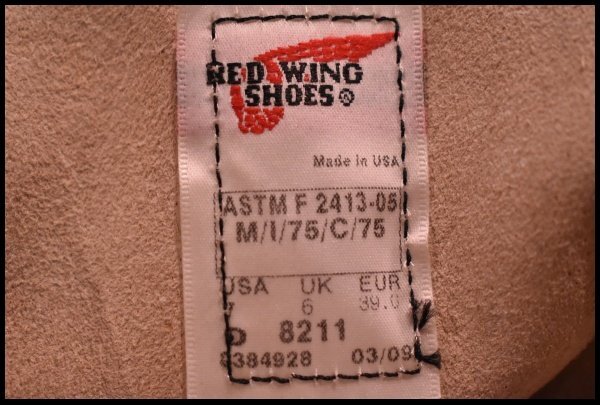 RED WING
SHOES®
Made in USA
ASTM F 2413-05
M/I/75/C/75
USA UK EUR
7 6 39.0
D 8211
8384928 03/09